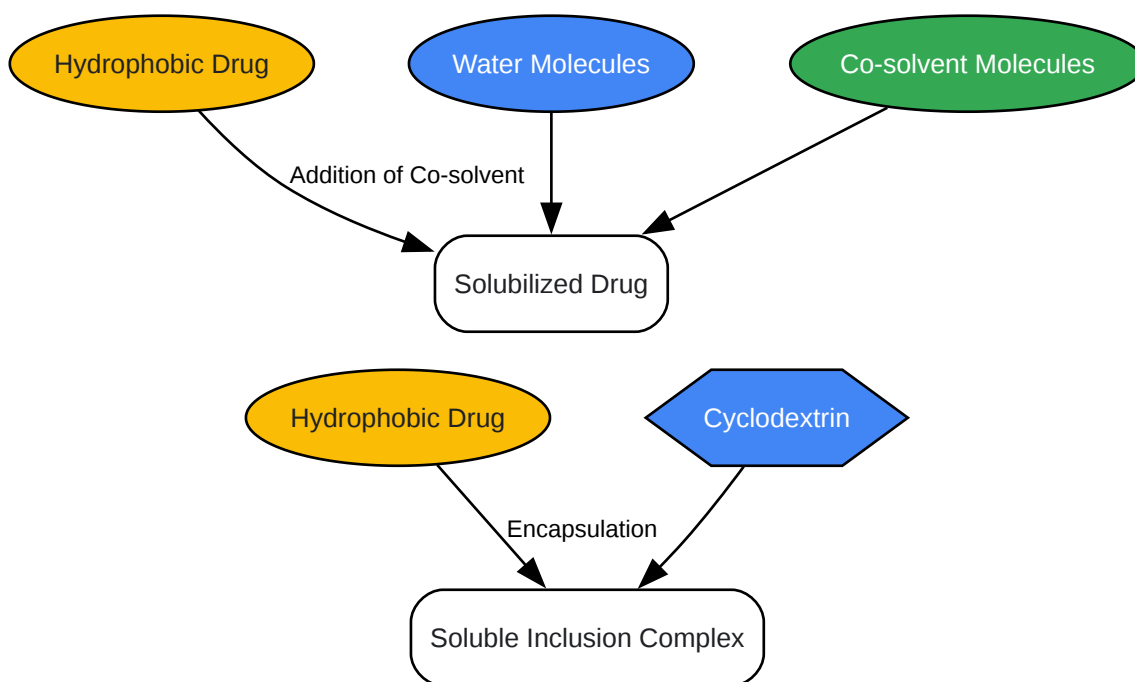 Hydrophobic Drug
Water Molecules
Co-solvent Molecules
Addition of Co-solvent
Solubilized Drug
Hydrophobic Drug
Cyclodextrin
Encapsulation
Soluble Inclusion Complex